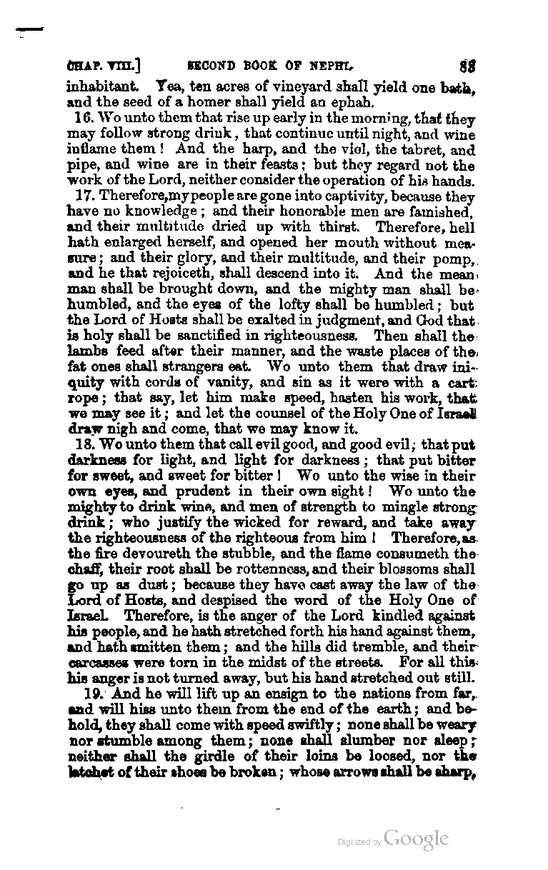 CHAP. VIII.] SECOND BOOK OF NEPHI. 83
inhabitant. Yea, ten acres of vineyard shall yield one bath,
and the seed of a homer shall yield an ephah.
16. Wo unto them that rise up early in the morning, that they
may follow strong drink, that continue until night, and wine
inflame them! And the harp, and the viol, the tabret, and
pipe, and wine are in their feasts; but they regard not the
work of the Lord, neither consider the operation of his hands.
17. Therefore, my people are gone into captivity, because they
have no knowledge; and their honorable men are famished,
and their multitude dried up with thirst. Therefore, hell
hath enlarged herself, and opened her mouth without mea-
sure; and their glory, and their multitude, and their pomp,
and he that rejoiceth, shall descend into it. And the mean
man shall be brought down, and the mighty man shall be
humbled, and the eyes of the lofty shall be humbled; but
the Lord of Hosts shall be exalted in judgment, and God that
is holy shall be sanctified in righteousness. Then shall the
lambs feed after their manner, and the waste places of the
fat ones shall strangers eat. Wo unto them that draw ini-
quity with cords of vanity, and sin as it were with a cart
rope; that say, let him make speed, hasten his work, that
we may see it; and let the counsel of the Holy One of Israel
draw nigh and come, that we may know it.
18. Wo unto them that call evil good, and good evil; that put
darkness for light, and light for darkness; that put bitter
for sweet, and sweet for bitter! Wo unto the wise in their
own eyes, and prudent in their own sight! Wo unto the
mighty to drink wine, and men of strength to mingle strong
drink; who justify the wicked for reward, and take away
the righteousness of the righteous from him! Therefore, as
the fire devoureth the stubble, and the flame consumeth the
chaff, their root shall be rottenness, and their blossoms shall
go up as dust; because they have cast away the law of the
Lord of Hosts, and despised the word of the Holy One of
Israel. Therefore, is the anger of the Lord kindled against
his people, and he hath stretched forth his hand against them,
and hath smitten them; and the hills did tremble, and their
carcasses were torn in the midst of the streets. For all this
his anger is not turned away, but his hand stretched out still.
19. And he will lift up an ensign to the nations from far,
and will hiss unto them from the end of the earth; and be-
hold, they shall come with speed swiftly; none shall be weary
nor stumble among them; none shall slumber nor sleep;
neither shall the girdle of their loins be loosed, nor the
latchet of their shoes be broken; whose arrows shall be sharp,
Digitized by Google